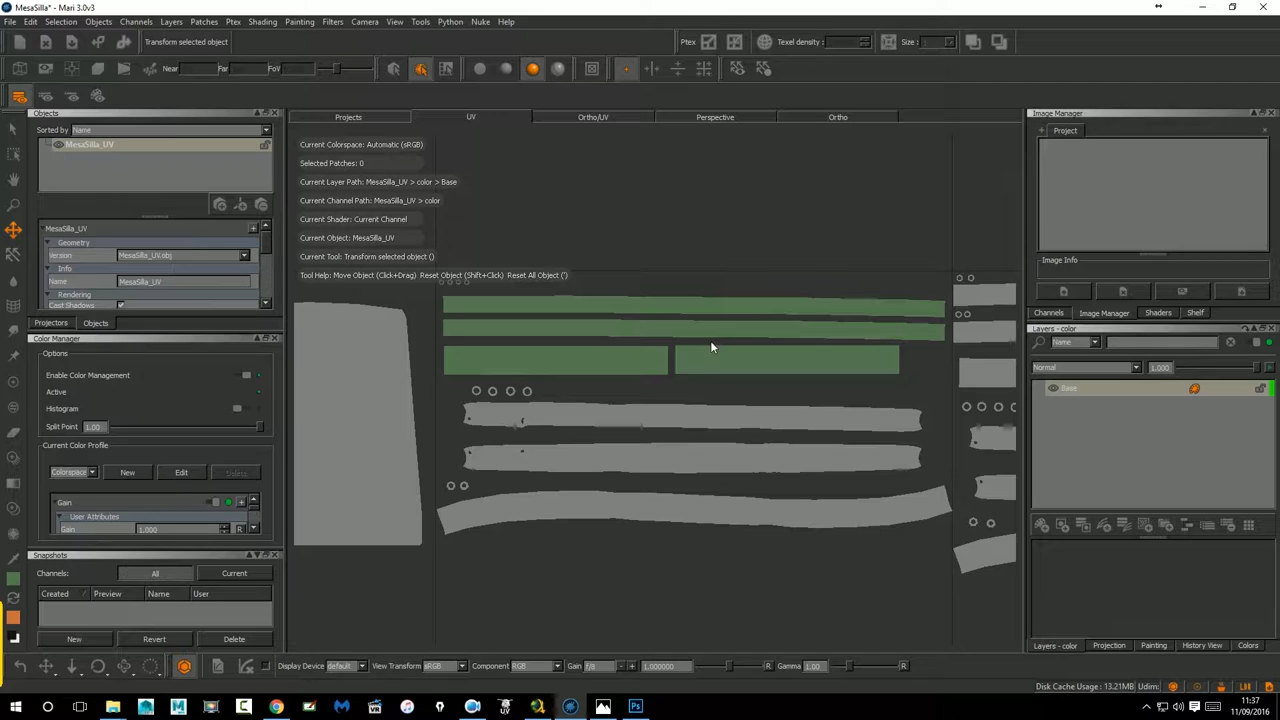 MesaSilla* - Mari 3.0v3
File Edit Selection Objects Channels Layers Patches Ptex Shading Painting Filters Camera View Tools Python Nuke Help
Transform selected object
Ptex
Texel density:
Size :
Near
Far
FoV
Objects
Sorted by Name
MesaSilla_UV
MesaSilla_UV
Geometry
Version MesaSilla_UV.obj
Info
Name MesaSilla_UV
Rendering
Cast Shadows
Projectors Objects
Color Manager
Options
Enable Color Management
Active
Histogram
Split Point 1.00
Current Color Profile
Colorspace New Edit Delete
Gain
User Attributes
Gain 1.000 R
Snapshots
Channels: All Current
Created Preview Name User
New Revert Delete
Projects UV Ortho/UV Perspective Ortho
Current Colorspace: Automatic (sRGB)
Selected Patches: 0
Current Layer Path: MesaSilla_UV > color > Base
Current Channel Path: MesaSilla_UV > color
Current Shader: Current Channel
Current Object: MesaSilla_UV
Current Tool: Transform selected object ()
Tool Help: Move Object (Click+Drag) Reset Object (Shift+Click) Reset All Object (')
Image Manager
Project
Image Info
Channels Image Manager Shaders Shelf
Layers - color
Name
Normal 1.000
Base
Layers - color Projection Painting History View Colors
Display Device default View Transform sRGB Component RGB Gain f/8 - + 1.000000 R Gamma 1.00 R
Disk Cache Usage : 13.21MB Udim:
11:37
11/09/2016